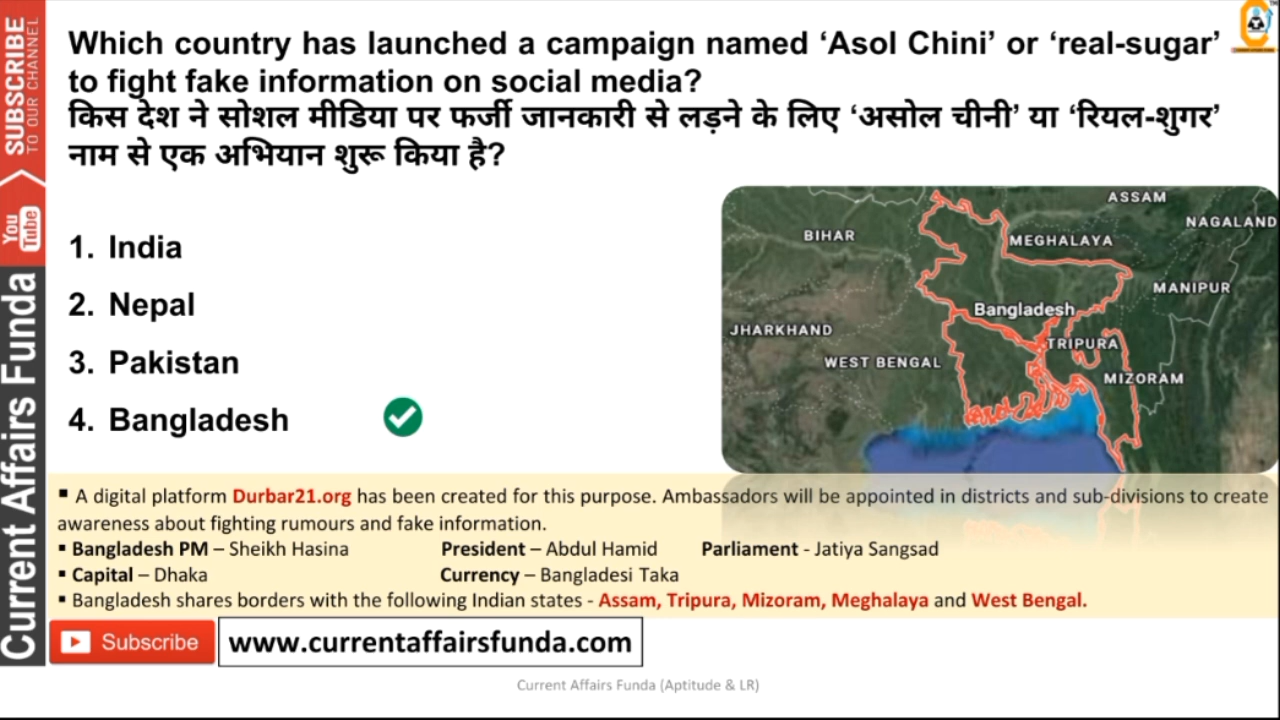 Which country has launched a campaign named ‘Asol Chini’ or ‘real-sugar’
to fight fake information on social media?
किस देश ने सोशल मीडिया पर फर्जी जानकारी से लड़ने के लिए ‘असोल चीनी’ या ‘रियल-शुगर’
नाम से एक अभियान शुरू किया है?
1. India
2. Nepal
3. Pakistan
4. Bangladesh
ASSAM
NAGALAND
BIHAR
MEGHALAYA
MANIPUR
Bangladesh
JHARKHAND
TRIPURA
WEST BENGAL
MIZORAM
▪ A digital platform Durbar21.org has been created for this purpose. Ambassadors will be appointed in districts and sub-divisions to create
awareness about fighting rumours and fake information.
▪ Bangladesh PM – Sheikh Hasina President – Abdul Hamid Parliament - Jatiya Sangsad
▪ Capital – Dhaka Currency – Bangladesi Taka
▪ Bangladesh shares borders with the following Indian states - Assam, Tripura, Mizoram, Meghalaya and West Bengal.
Subscribe
www.currentaffairsfunda.com
Current Affairs Funda (Aptitude & LR)
SUBSCRIBE
TO OUR CHANNEL
You
Tube
Current Affairs Funda